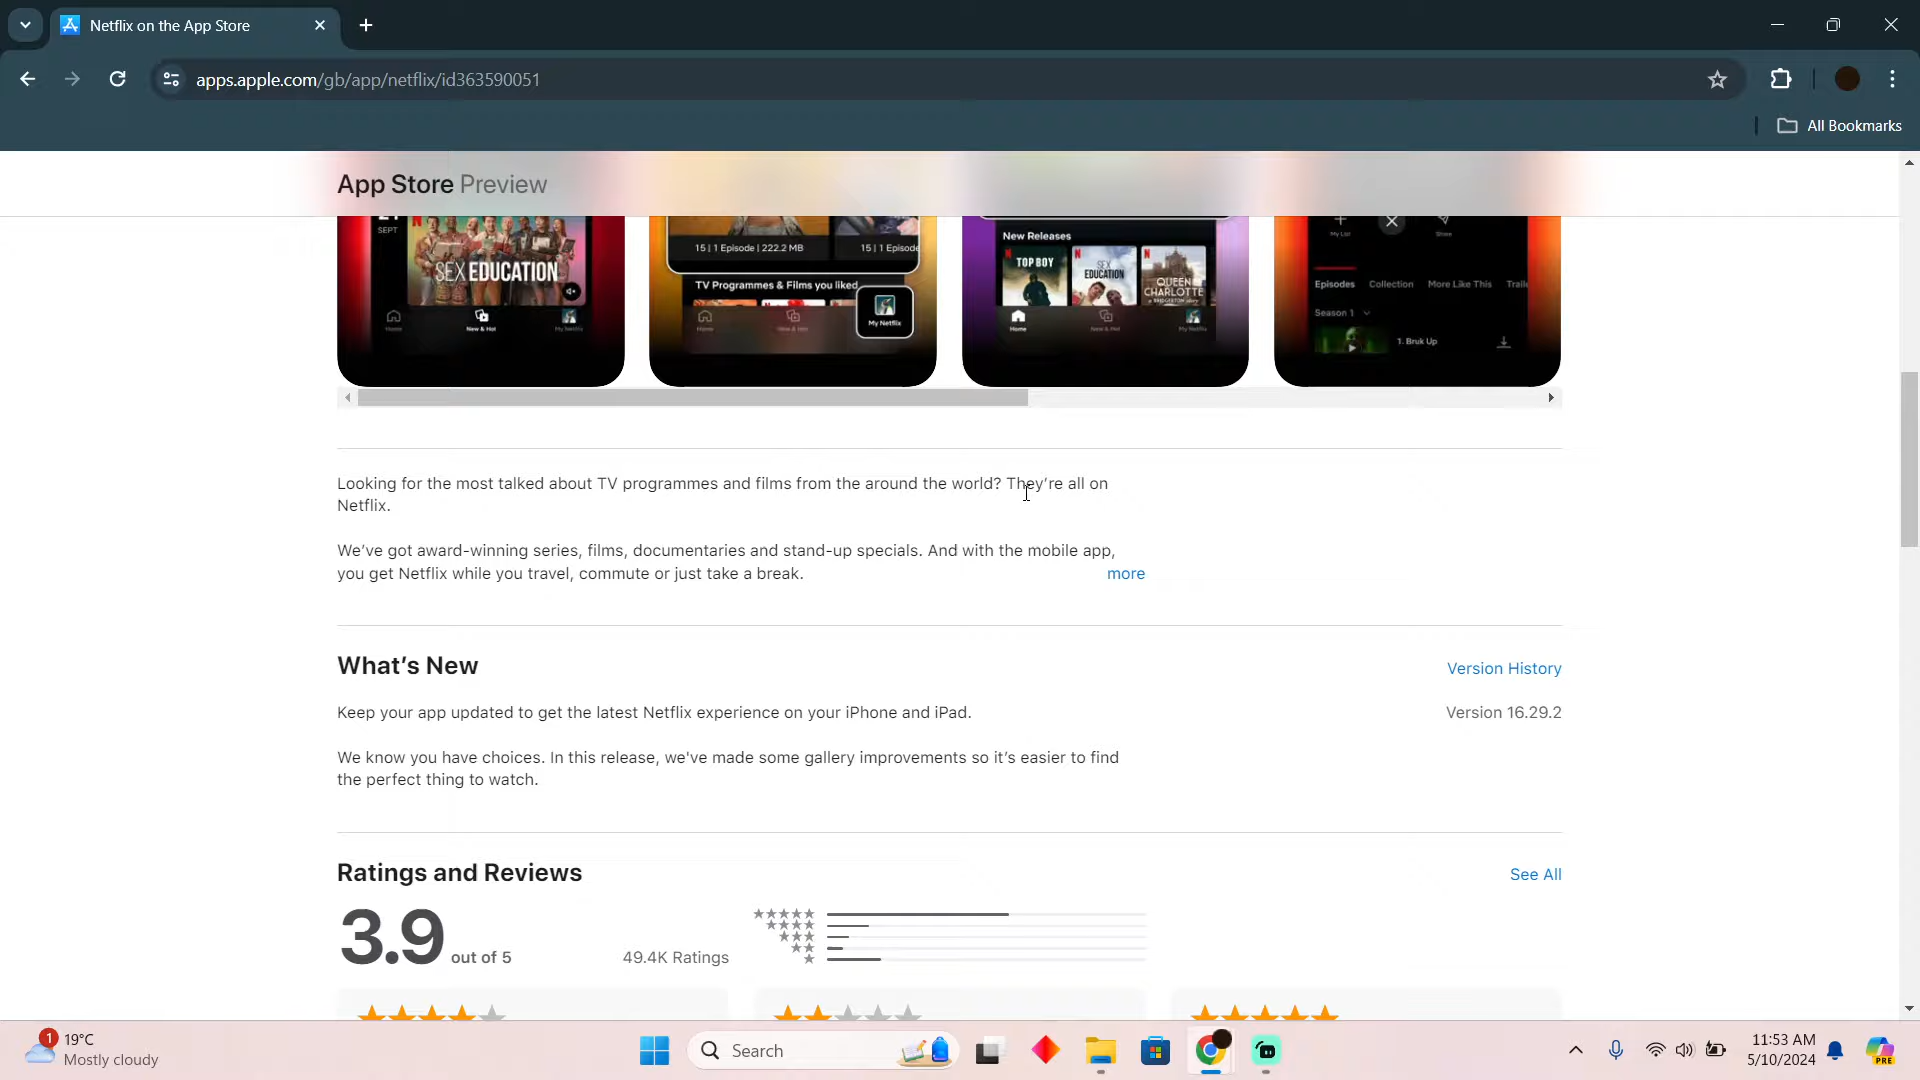 Netflix on the App Store
apps.apple.com/gb/app/netflix/id363590051
All Bookmarks
App Store Preview
SEPT
SEX EDUCATION
Home
New & Hot
My Netflix
15 | 1 Episode | 222.2 MB
15 | 1 Episode
TV Programmes & Films you liked
Home
New & Hot
My Netflix
New Releases
TOP BOY
SEX EDUCATION
QUEEN CHARLOTTE
Home
New & Hot
My Netflix
My List
Share
Episodes Collection More Like This Traile
Season 1
1. Bruk Up
Looking for the most talked about TV programmes and films from the around the world? They're all on
Netflix.
We've got award-winning series, films, documentaries and stand-up specials. And with the mobile app,
you get Netflix while you travel, commute or just take a break. more
What's New
Version History
Keep your app updated to get the latest Netflix experience on your iPhone and iPad.
Version 16.29.2
We know you have choices. In this release, we've made some gallery improvements so it's easier to find
the perfect thing to watch.
Ratings and Reviews
See All
3.9 out of 5
49.4K Ratings
1
19°C
Mostly cloudy
Search
11:53 AM
5/10/2024
PRE